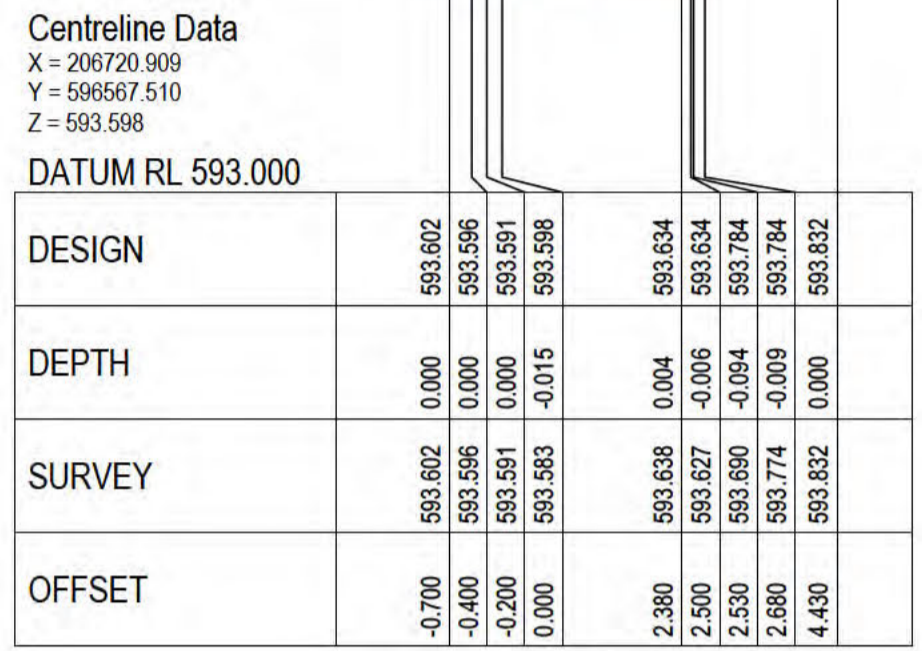 Centreline Data
X = 206720.909
Y = 596567.510
Z = 593.598
DATUM RL 593.000
DESIGN 593.602 593.596 593.591 593.598 593.634 593.634 593.784 593.784 593.832
DEPTH 0.000 0.000 0.000 -0.015 0.004 -0.006 -0.094 -0.009 0.000
SURVEY 593.602 593.596 593.591 593.583 593.638 593.627 593.690 593.774 593.832
OFFSET -0.700 -0.400 -0.200 0.000 2.380 2.500 2.530 2.680 4.430